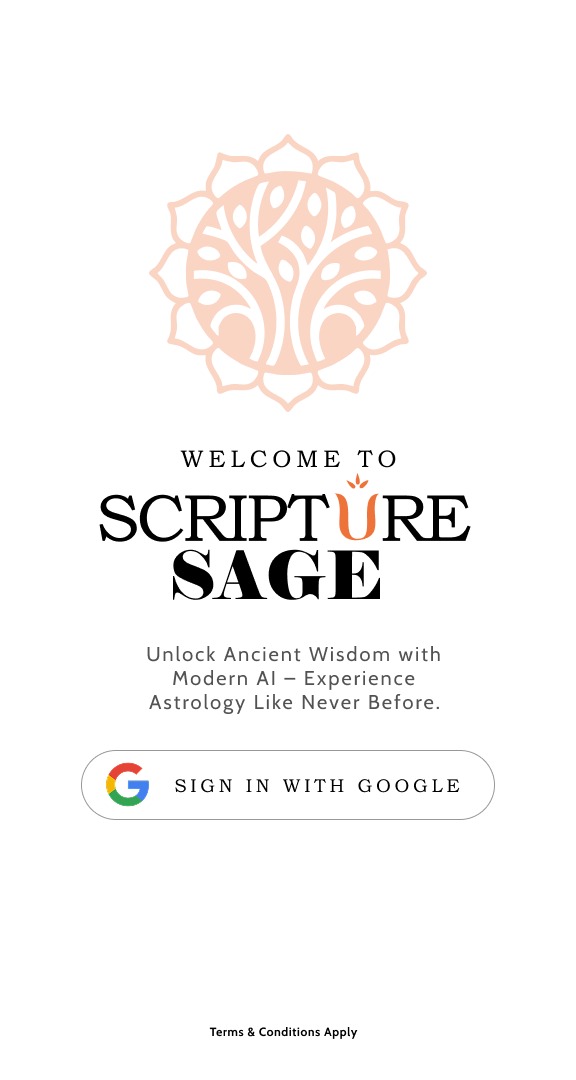 WELCOME TO
SCRIPTURE
SAGE
Unlock Ancient Wisdom with
Modern AI – Experience
Astrology Like Never Before.
SIGN IN WITH GOOGLE
Terms & Conditions Apply